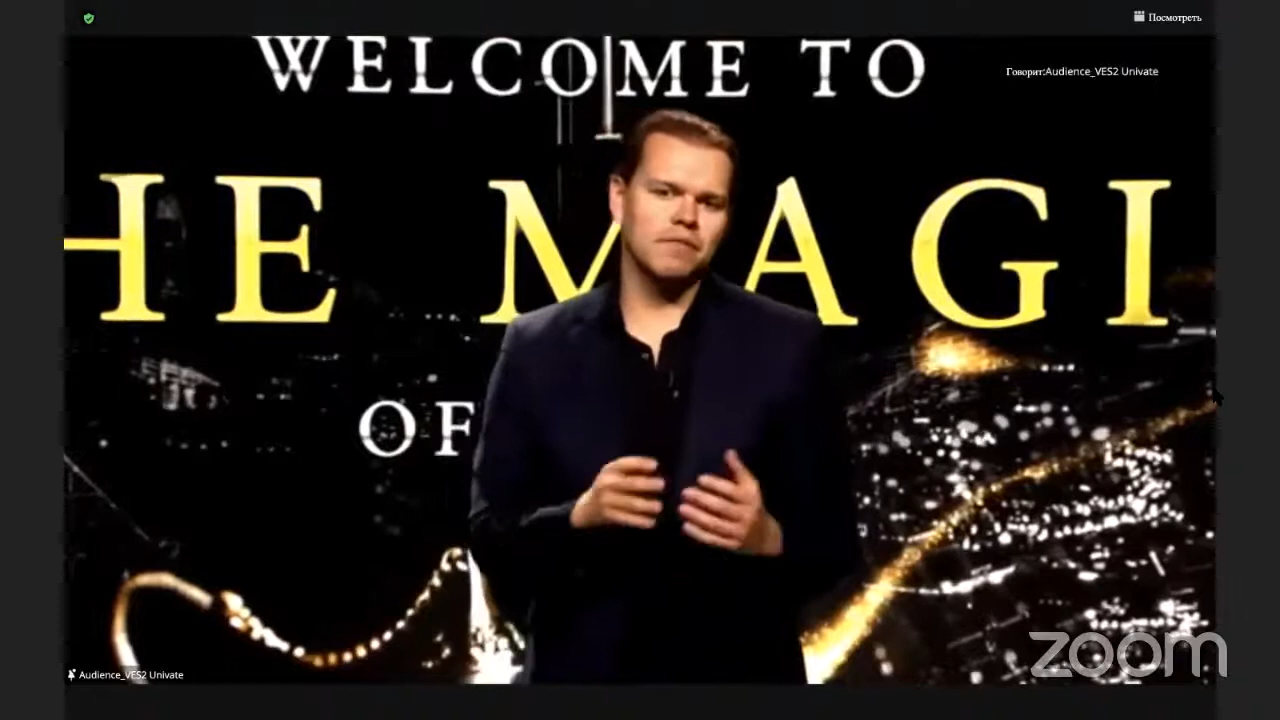 Посмотреть
WELCOME TO
Говорит:Audience_VES2 Univate
HE MAGI
OF
zoom
Audience_VES2 Univate